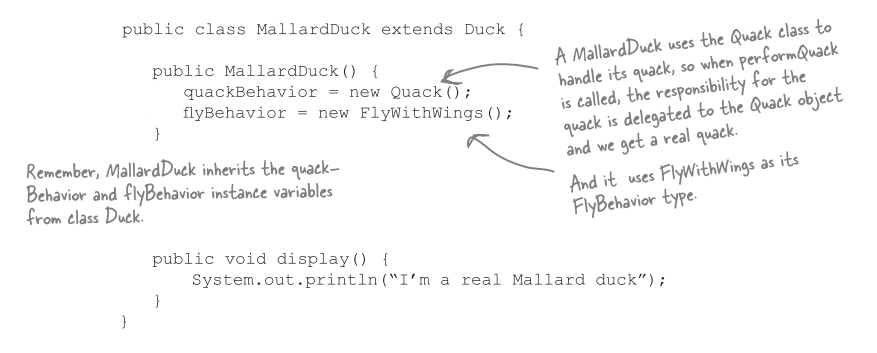 public class MallardDuck extends Duck {
public MallardDuck() {
quackBehavior = new Quack();
flyBehavior = new FlyWithWings();
}
A MallardDuck uses the Quack class to
handle its quack, so when performQuack
is called, the responsibility for the
quack is delegated to the Quack object
and we get a real quack.
And it uses FlyWithWings as its
FlyBehavior type.
Remember, MallardDuck inherits the quack-
Behavior and flyBehavior instance variables
from class Duck.
public void display() {
System.out.println(“I’m a real Mallard duck”);
}
}